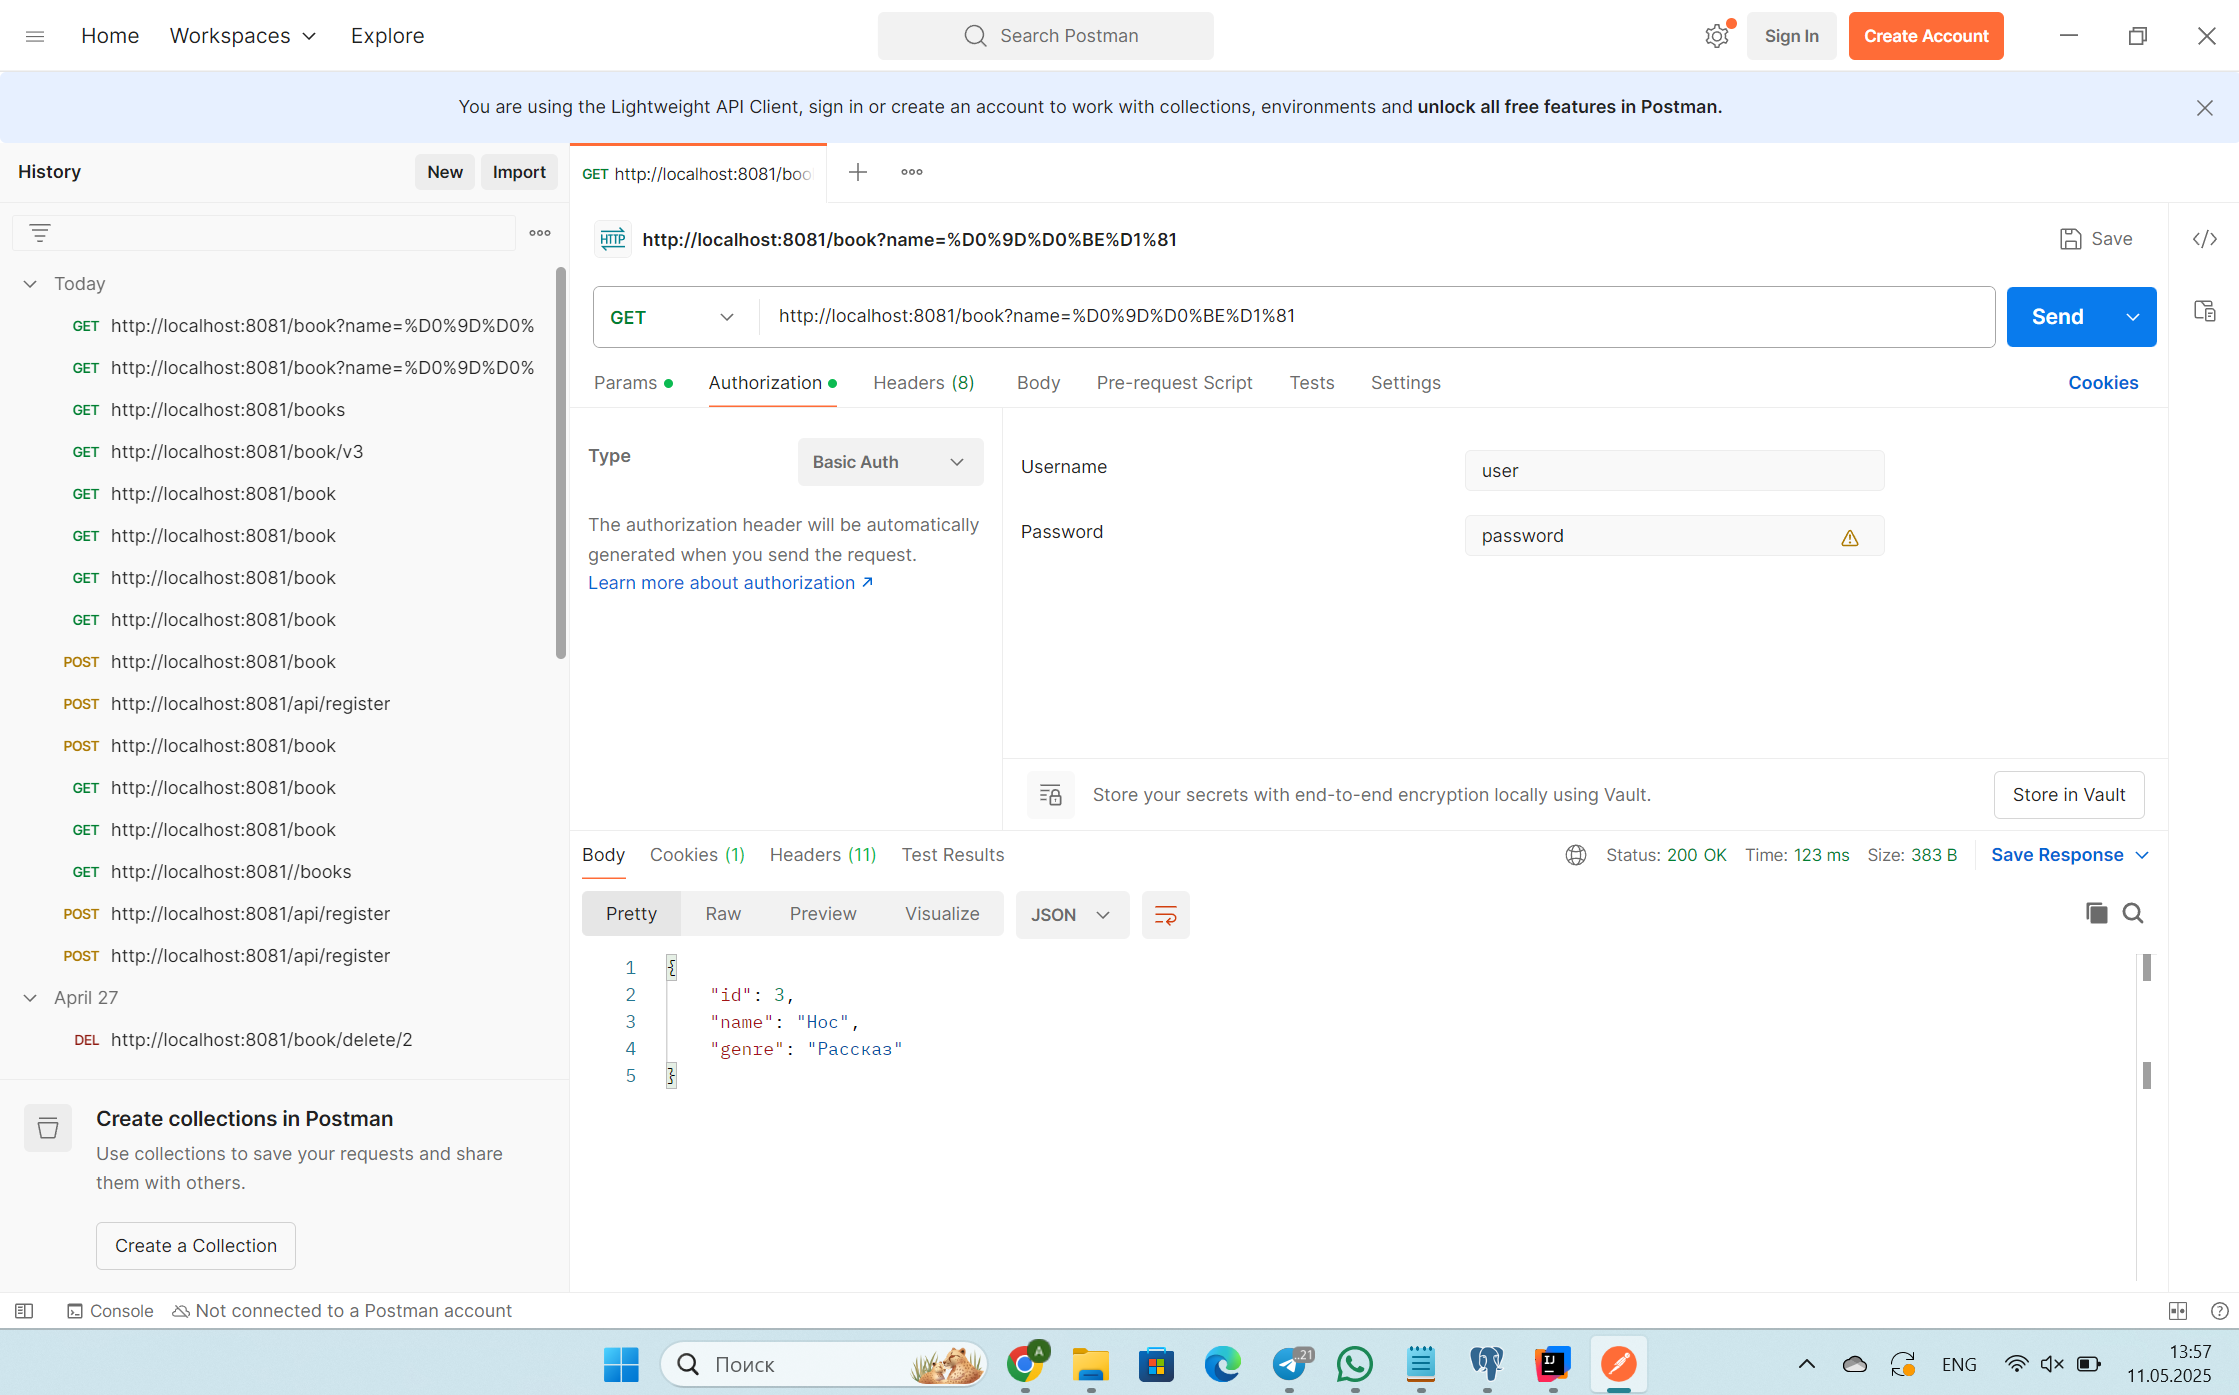 Home
Workspaces
Explore
Search Postman
Sign In
Create Account
You are using the Lightweight API Client, sign in or create an account to work with collections, environments and unlock all free features in Postman.
History
New
Import
GET http://localhost:8081/boo
HTTP
http://localhost:8081/book?name=%D0%9D%D0%BE%D1%81
Save
Today
GET http://localhost:8081/book?name=%D0%9D%D0%
GET http://localhost:8081/book?name=%D0%9D%D0%
GET http://localhost:8081/books
GET http://localhost:8081/book/v3
GET http://localhost:8081/book
GET http://localhost:8081/book
GET http://localhost:8081/book
GET http://localhost:8081/book
POST http://localhost:8081/book
POST http://localhost:8081/api/register
POST http://localhost:8081/book
GET http://localhost:8081/book
GET http://localhost:8081/book
GET http://localhost:8081//books
POST http://localhost:8081/api/register
POST http://localhost:8081/api/register
April 27
DEL http://localhost:8081/book/delete/2
Create collections in Postman
Use collections to save your requests and share
them with others.
Create a Collection
GET
http://localhost:8081/book?name=%D0%9D%D0%BE%D1%81
Send
Params
Authorization
Headers (8)
Body
Pre-request Script
Tests
Settings
Cookies
Type
Basic Auth
The authorization header will be automatically
generated when you send the request.
Learn more about authorization
Username
user
Password
password
Store your secrets with end-to-end encryption locally using Vault.
Store in Vault
Body
Cookies (1)
Headers (11)
Test Results
Status: 200 OK
Time: 123 ms
Size: 383 B
Save Response
Pretty
Raw
Preview
Visualize
JSON
1 {
2 "id": 3,
3 "name": "Нос",
4 "genre": "Рассказ"
5 }
Console
Not connected to a Postman account
Поиск
A
..21
IJ
ENG
13:57
11.05.2025